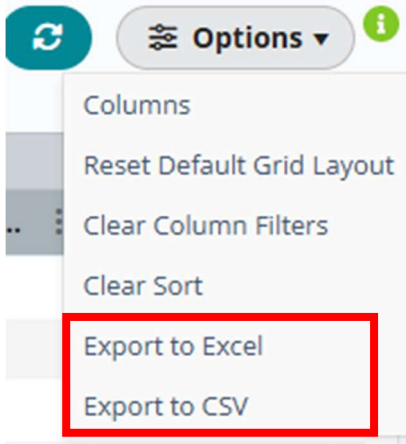 Options
Columns
Reset Default Grid Layout
Clear Column Filters
Clear Sort
Export to Excel
Export to CSV